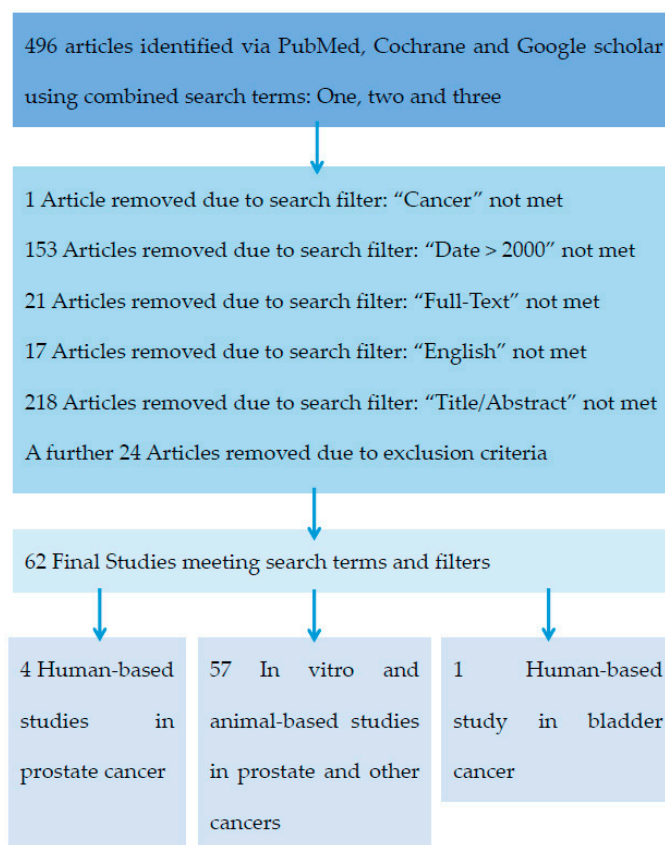 496 articles identified via PubMed, Cochrane and Google scholar
using combined search terms: One, two and three
1 Article removed due to search filter: “Cancer” not met
153 Articles removed due to search filter: “Date > 2000” not met
21 Articles removed due to search filter: “Full-Text” not met
17 Articles removed due to search filter: “English” not met
218 Articles removed due to search filter: “Title/Abstract” not met
A further 24 Articles removed due to exclusion criteria
62 Final Studies meeting search terms and filters
4 Human-based
studies in
prostate cancer
57 In vitro and
animal-based studies
in prostate and other
cancers
1 Human-based
study in bladder
cancer